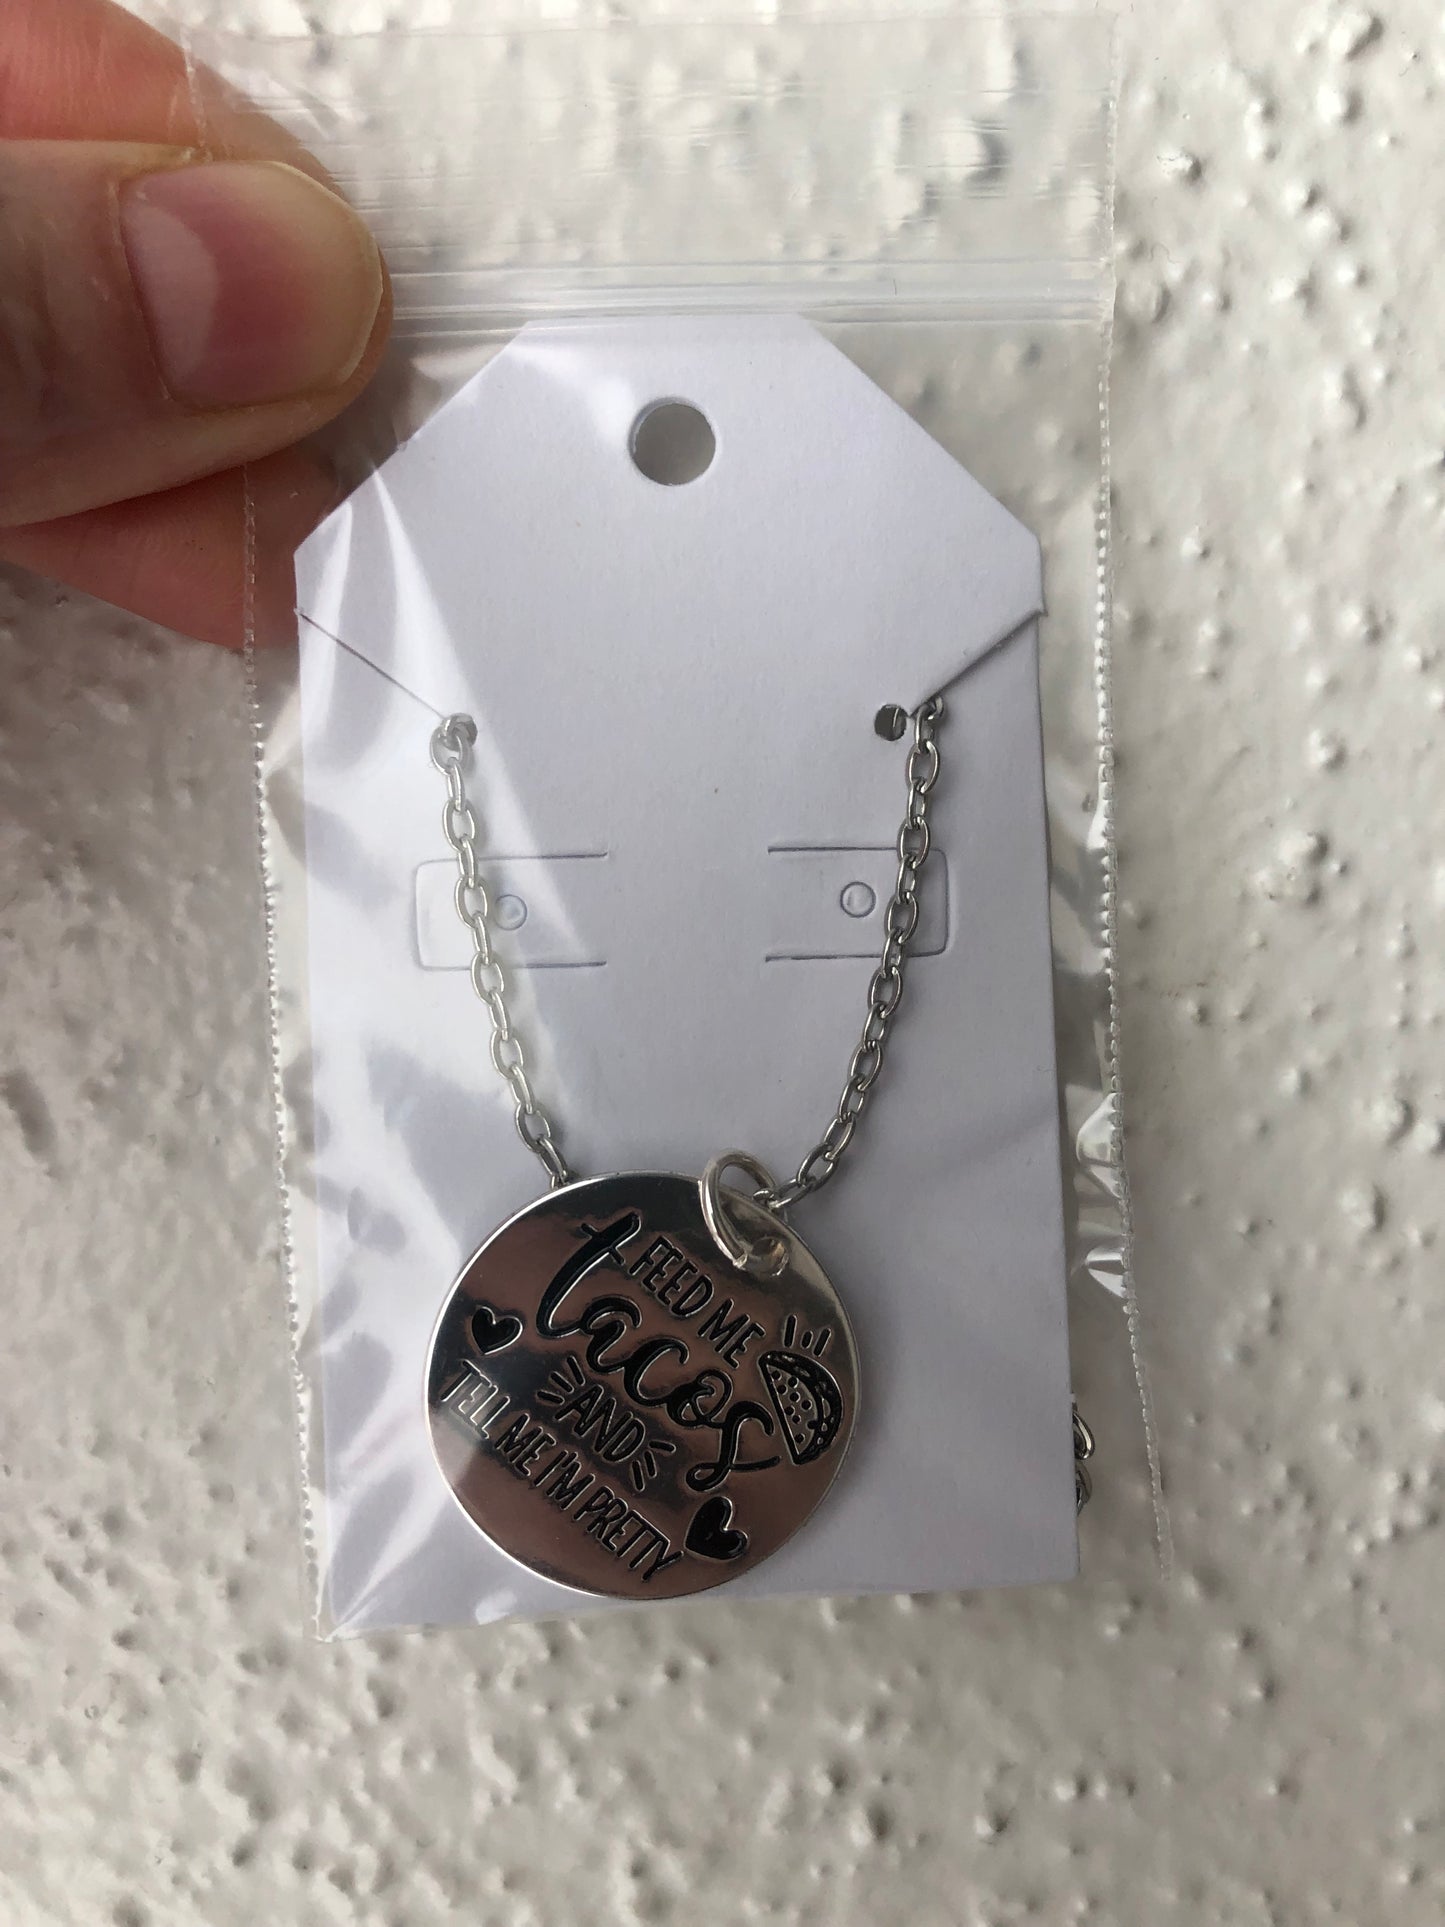 FEED ME
tacos
AND
TELL ME I'M PRETTY